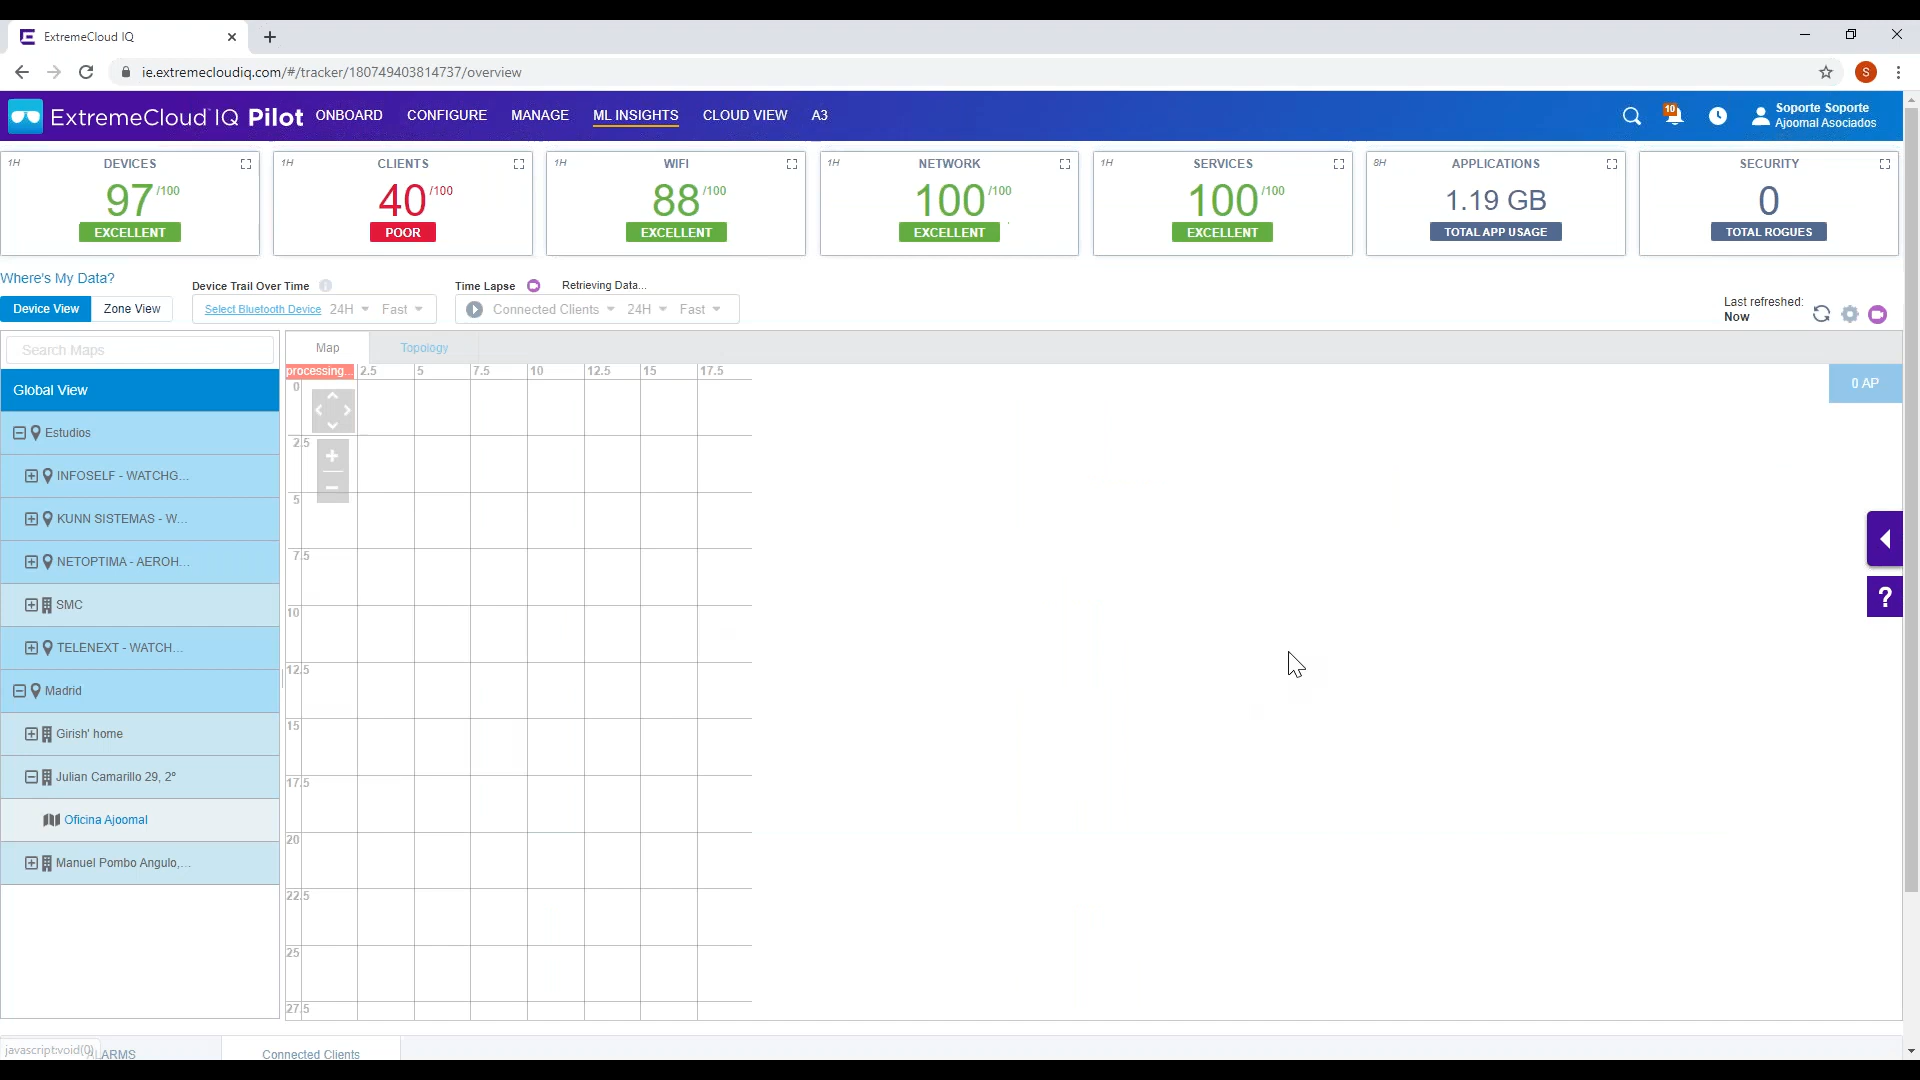 ExtremeCloud IQ
ie.extremecloudiq.com/#/tracker/180749403814737/overview
S
ExtremeCloud IQ Pilot
ONBOARD CONFIGURE MANAGE ML INSIGHTS CLOUD VIEW A3
10
Soporte Soporte
Ajoomal Asociados
1H DEVICES
97/100
EXCELLENT
1H CLIENTS
40/100
POOR
1H WIFI
88/100
EXCELLENT
1H NETWORK
100/100
EXCELLENT
1H SERVICES
100/100
EXCELLENT
8H APPLICATIONS
1.19 GB
TOTAL APP USAGE
SECURITY
0
TOTAL ROGUES
Where's My Data?
Device View Zone View
Device Trail Over Time
Select Bluetooth Device 24H Fast
Time Lapse Retrieving Data...
Connected Clients 24H Fast
Last refreshed:
Now
Search Maps
Map Topology
processing... 2.5 5 7.5 10 12.5 15 17.5
0 AP
Global View
Estudios
INFOSELF - WATCHG...
KUNN SISTEMAS - W...
NETOPTIMA - AEROH...
SMC
TELENEXT - WATCH...
Madrid
Girish' home
Julian Camarillo 29, 2º
Oficina Ajoomal
Manuel Pombo Angulo,...
0
2.5
5
7.5
10
12.5
15
17.5
20
22.5
25
27.5
?
javascript:void(0)
LARMS
Connected Clients